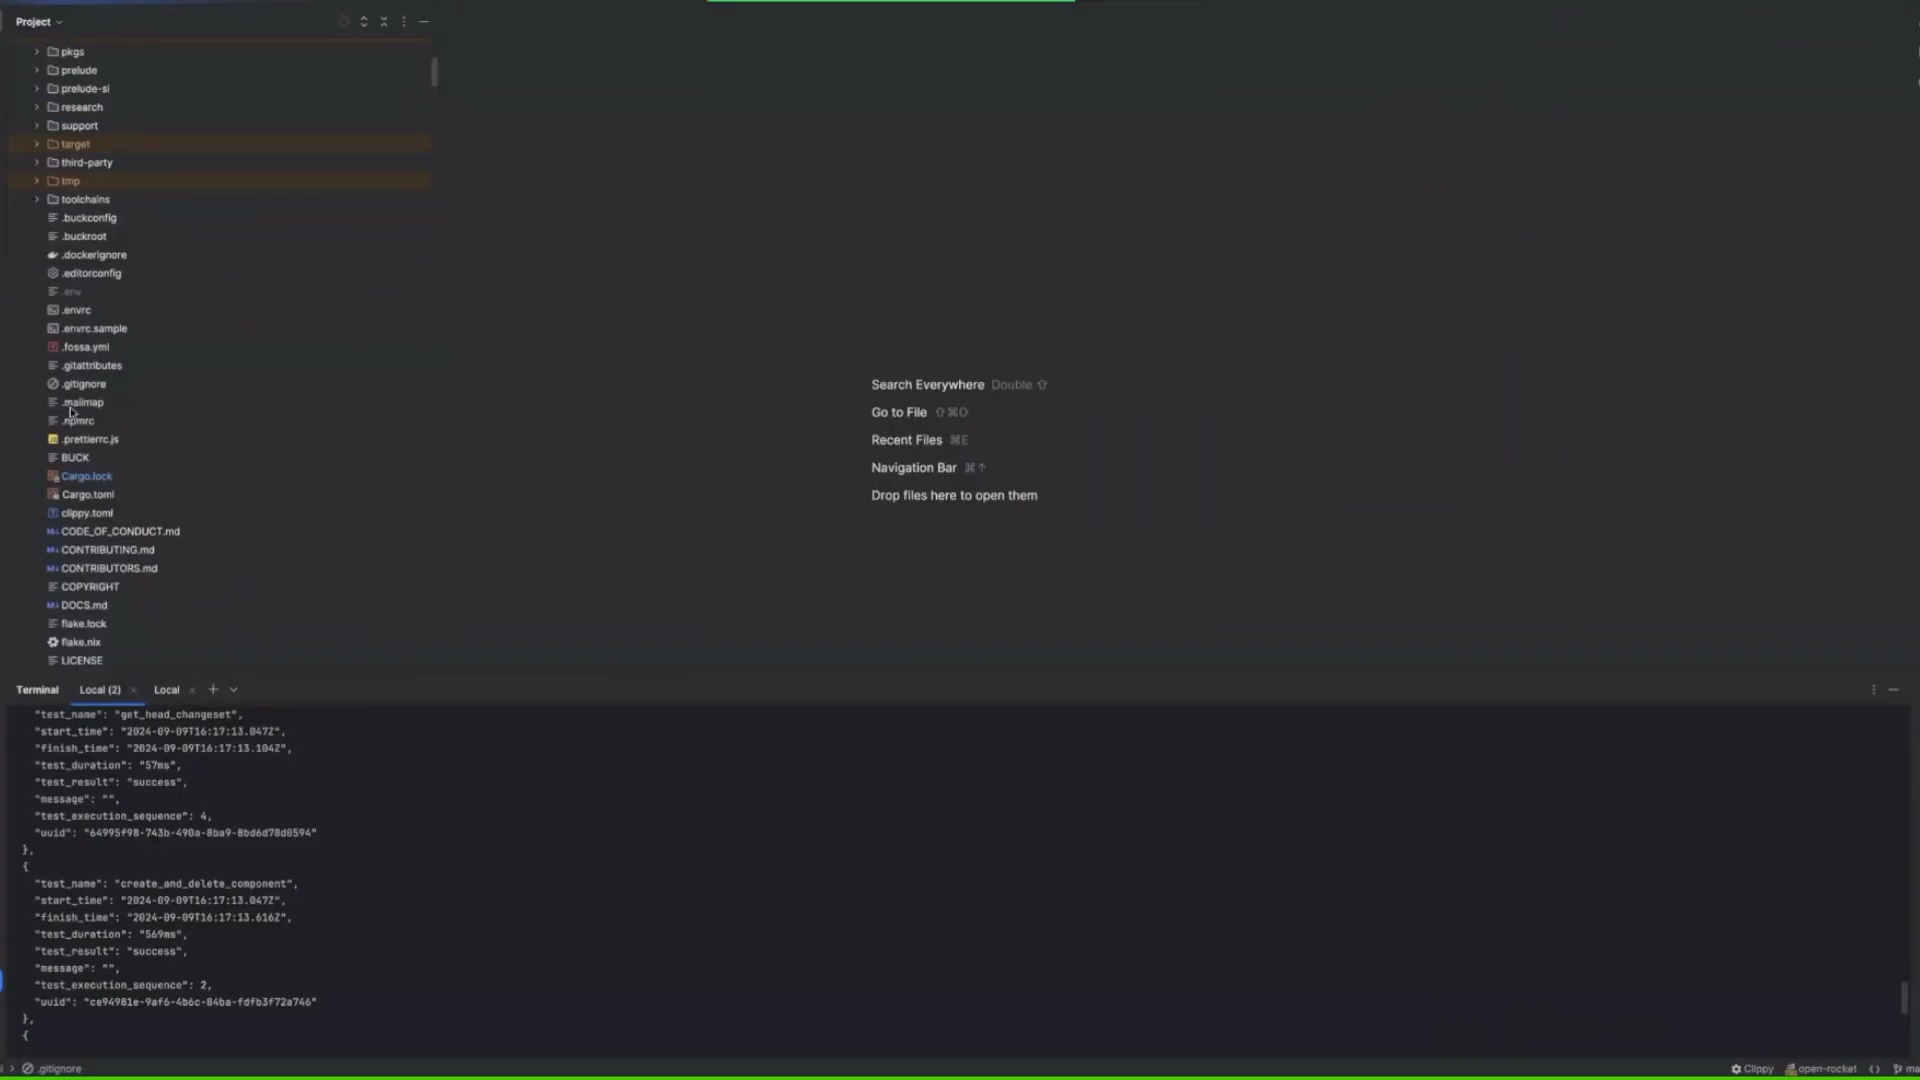 Project
pkgs
prelude
prelude-si
research
support
target
third-party
tmp
toolchains
.buckconfig
.buckroot
.dockerignore
.editorconfig
.env
.envrc
.envrc.sample
.fossa.yml
.gitattributes
.gitignore
.mailmap
.npmrc
.prettierrc.js
BUCK
Cargo.lock
Cargo.toml
clippy.toml
CODE_OF_CONDUCT.md
CONTRIBUTING.md
CONTRIBUTORS.md
COPYRIGHT
DOCS.md
flake.lock
flake.nix
LICENSE
Search Everywhere Double ⇧
Go to File ⇧⌘O
Recent Files ⌘E
Navigation Bar ⌘↑
Drop files here to open them
Terminal Local (2) Local
"test_name": "get_head_changeset",
"start_time": "2024-09-09T16:17:13.047Z",
"finish_time": "2024-09-09T16:17:13.104Z",
"test_duration": "57ms",
"test_result": "success",
"message": "",
"test_execution_sequence": 4,
"uuid": "64995f98-743b-490a-8ba9-8bd6d78d0594"
},
{
"test_name": "create_and_delete_component",
"start_time": "2024-09-09T16:17:13.047Z",
"finish_time": "2024-09-09T16:17:13.616Z",
"test_duration": "569ms",
"test_result": "success",
"message": "",
"test_execution_sequence": 2,
"uuid": "ce94981e-9af6-4b6c-84ba-fdfb3f72a746"
},
{
.gitignore
Clippy open-rocket ma